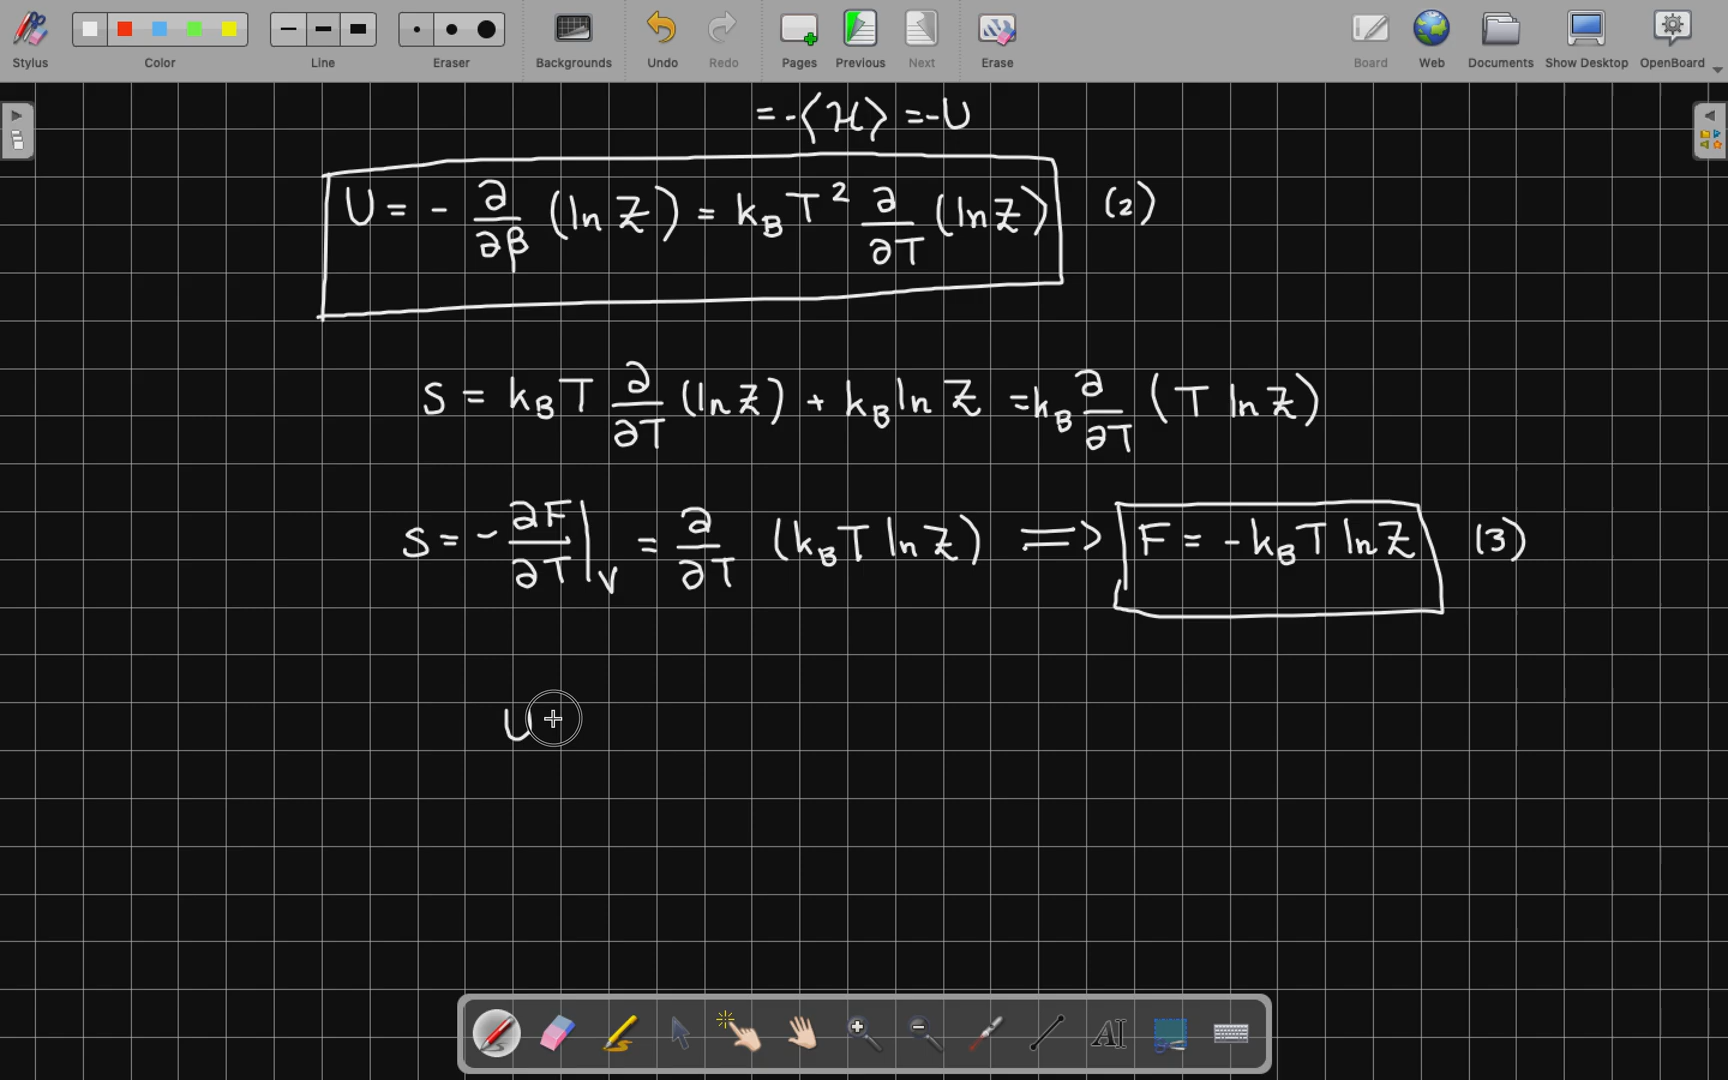 Stylus Color Line Eraser Backgrounds Undo Redo Pages Previous Next Erase Board Web Documents Show Desktop OpenBoard
= -⟨ℋ⟩ = -U
U = - ∂/∂β (ln Z) = k_B T² ∂/∂T (ln Z) (2)
S = k_B T ∂/∂T (ln Z) + k_B ln Z = k_B ∂/∂T (T ln Z)
S = - ∂F/∂T|_V = ∂/∂T (k_B T ln Z) ⟹ F = -k_B T ln Z (3)
U
AI